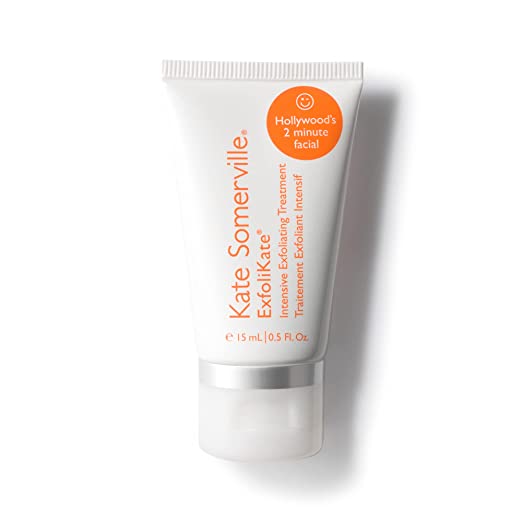 Hollywood's
2 minute
facial
Kate Somerville®
ExfoliKate®
Intensive Exfoliating Treatment
Traitement Exfoliant Intensif
e 15 mL | 0.5 Fl. Oz.